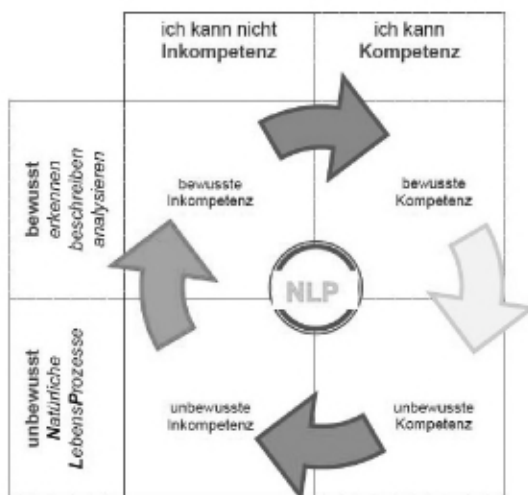 ich kann nicht
Inkompetenz
ich kann
Kompetenz
bewusst
erkennen
beschreiben
analysieren
bewusste
Inkompetenz
bewusste
Kompetenz
NLP
unbewusst
Natürliche
LebensProzesse
unbewusste
Inkompetenz
unbewusste
Kompetenz